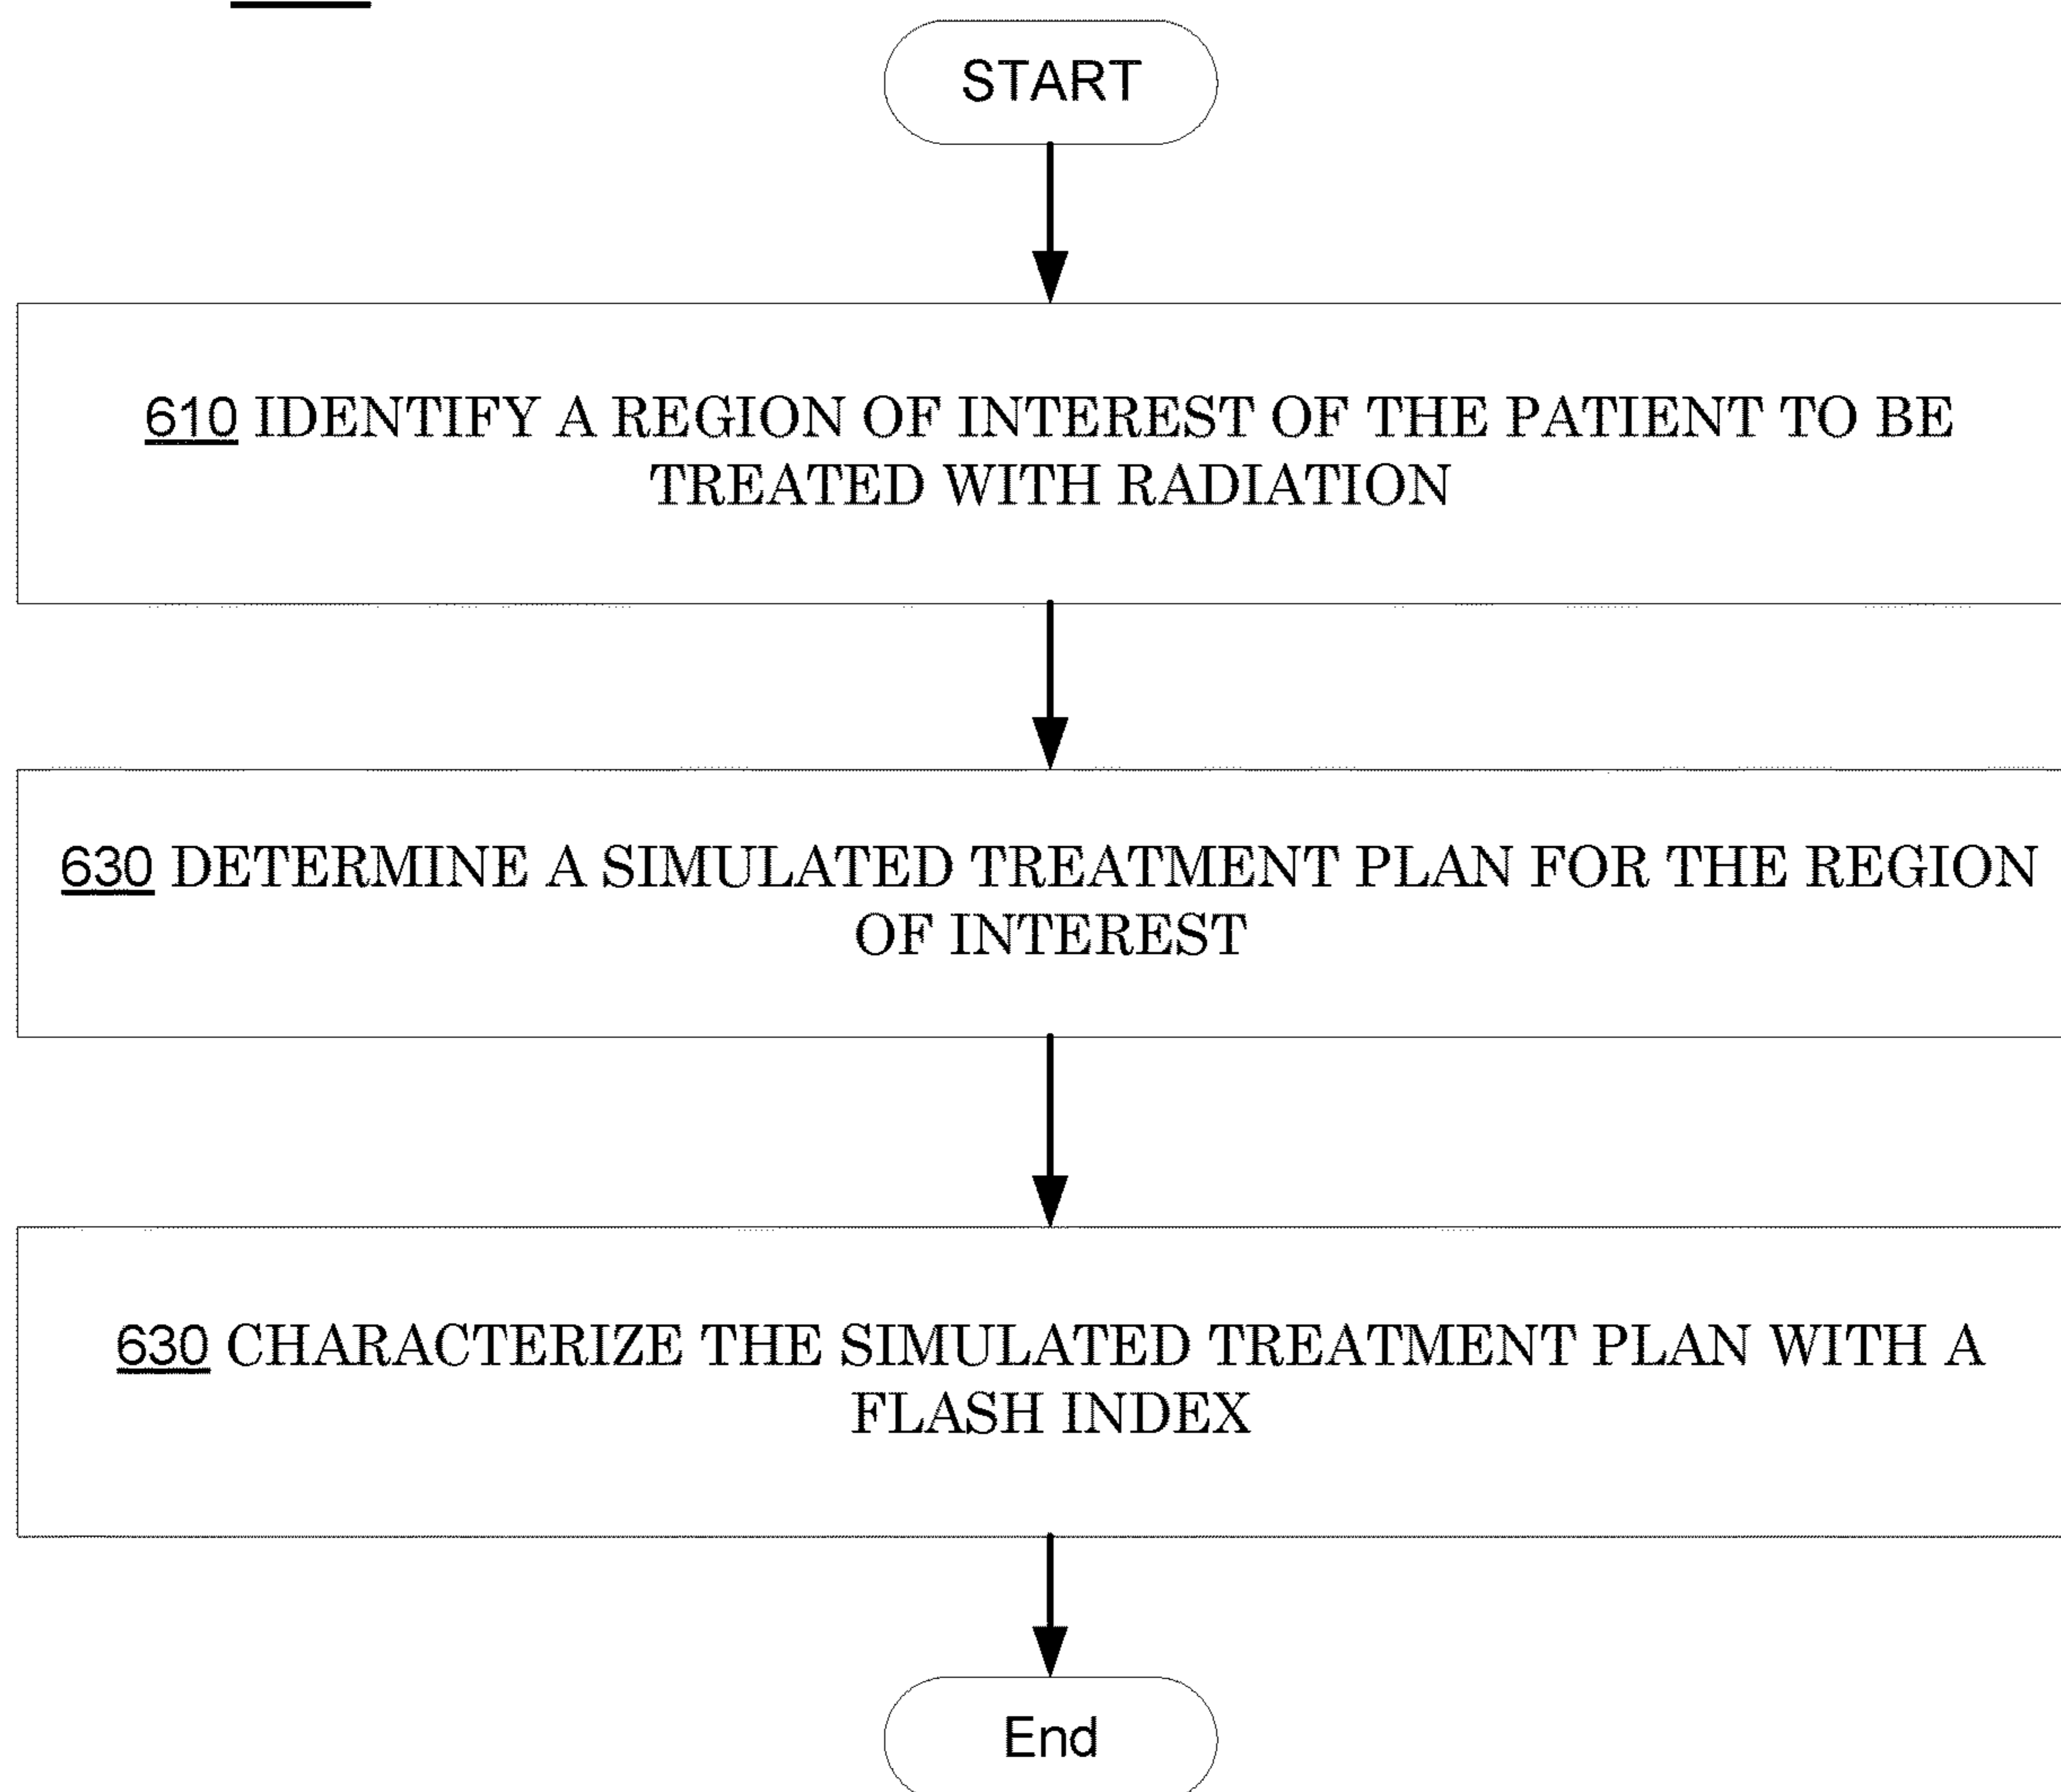 START
610 IDENTIFY A REGION OF INTEREST OF THE PATIENT TO BE
TREATED WITH RADIATION
630 DETERMINE A SIMULATED TREATMENT PLAN FOR THE REGION
OF INTEREST
630 CHARACTERIZE THE SIMULATED TREATMENT PLAN WITH A
FLASH INDEX
End